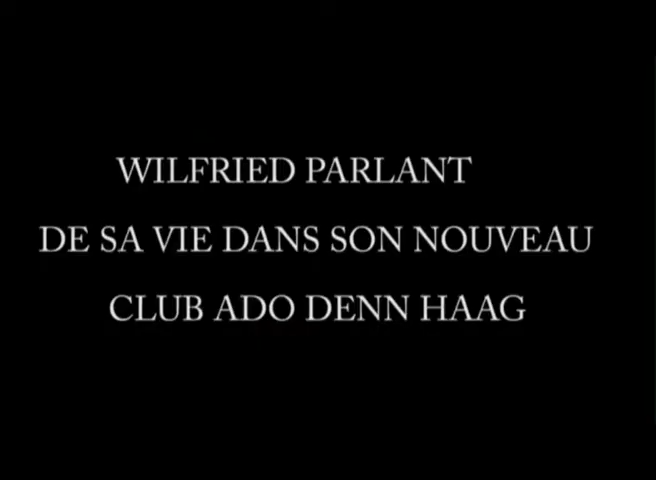 WILFRIED PARLANT
DE SA VIE DANS SON NOUVEAU
CLUB ADO DENN HAAG